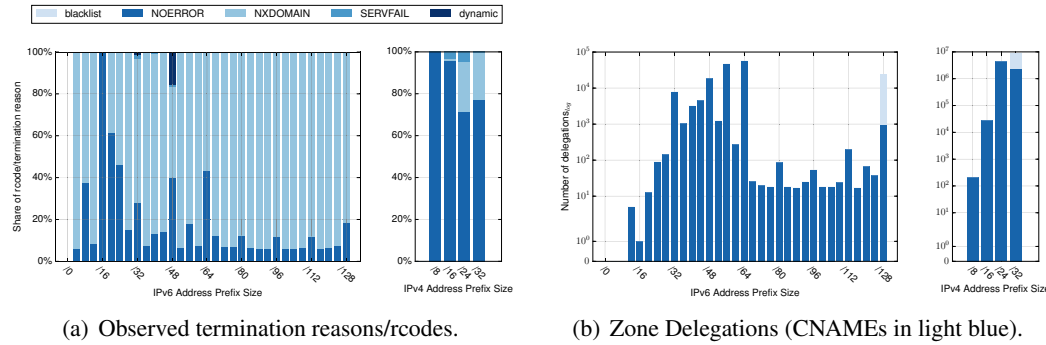 blacklist NOERROR NXDOMAIN SERVFAIL dynamic
Share of rcode/termination reason
100%
80%
60%
40%
20%
0%
/0 /16 /32 /48 /64 /80 /96 /112 /128
IPv6 Address Prefix Size
100%
80%
60%
40%
20%
0%
/8 /16 /24 /32
IPv4 Address Prefix Size
(a) Observed termination reasons/rcodes.
Number of delegations_log
10^5
10^4
10^3
10^2
10^1
10^0
/0 /16 /32 /48 /64 /80 /96 /112 /128
IPv6 Address Prefix Size
10^7
10^6
10^5
10^4
10^3
10^2
10^1
10^0
/8 /16 /24 /32
IPv4 Address Prefix Size
(b) Zone Delegations (CNAMEs in light blue).